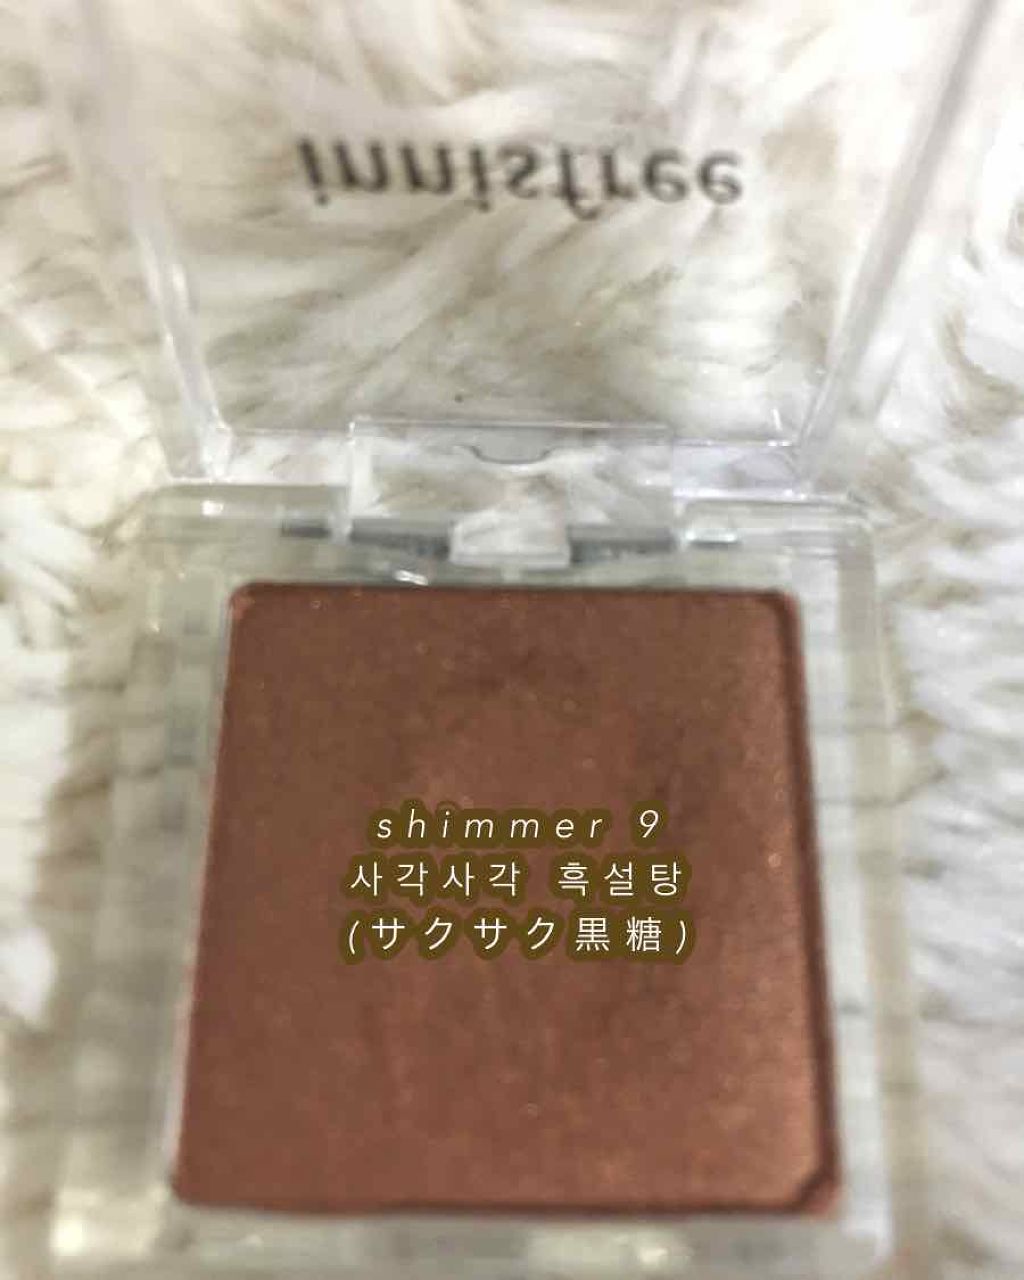 innisfree
shimmer 9
사각사각 흑설탕
(サクサク黒糖)